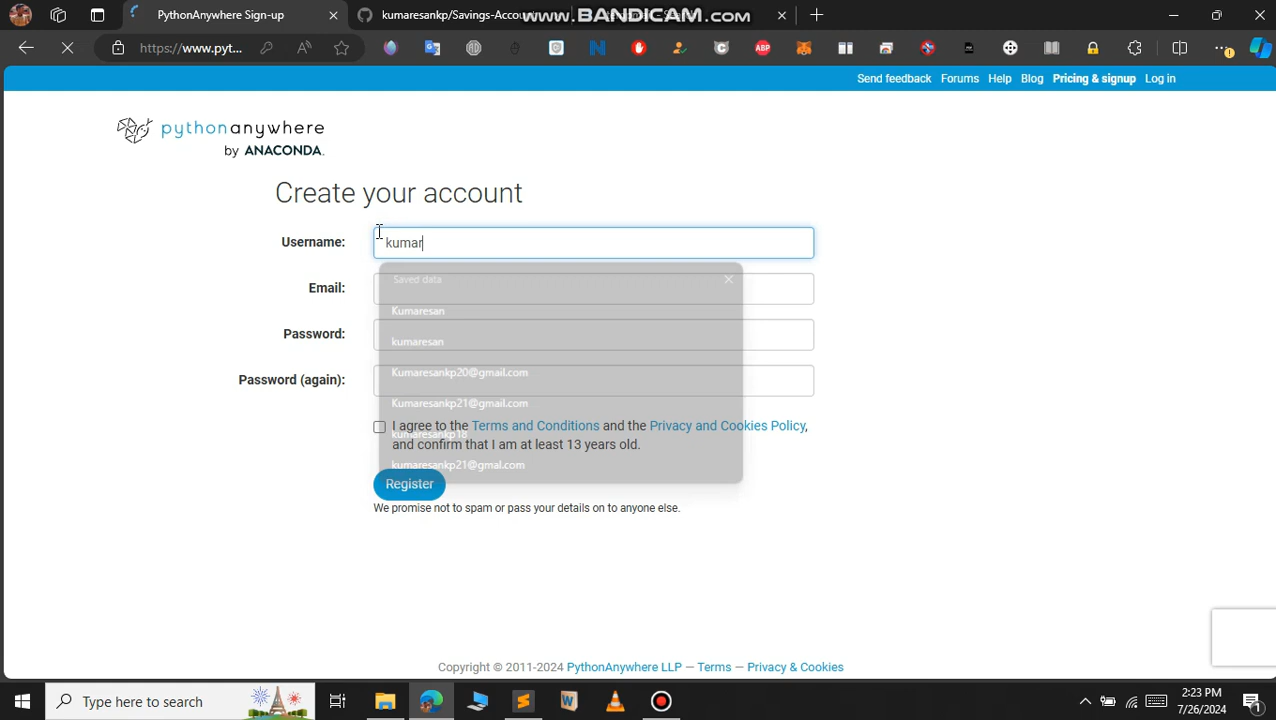 PythonAnywhere Sign-up
kumaresankp/Savings-Accou
www.BANDICAM.com
https://www.pyt...
Send feedback Forums Help Blog Pricing & signup Log in
pythonanywhere
by ANACONDA.
Create your account
Username: kumar
Saved data
Email:
Kumaresan
Password:
kumaresan
Kumaresankp20@gmail.com
Password (again):
Kumaresankp21@gmail.com
I agree to the Terms and Conditions and the Privacy and Cookies Policy,
kumaresankp18
and confirm that I am at least 13 years old.
kumaresankp21@gmal.com
Register
We promise not to spam or pass your details on to anyone else.
Copyright © 2011-2024 PythonAnywhere LLP — Terms — Privacy & Cookies
Type here to search
2:23 PM
7/26/2024